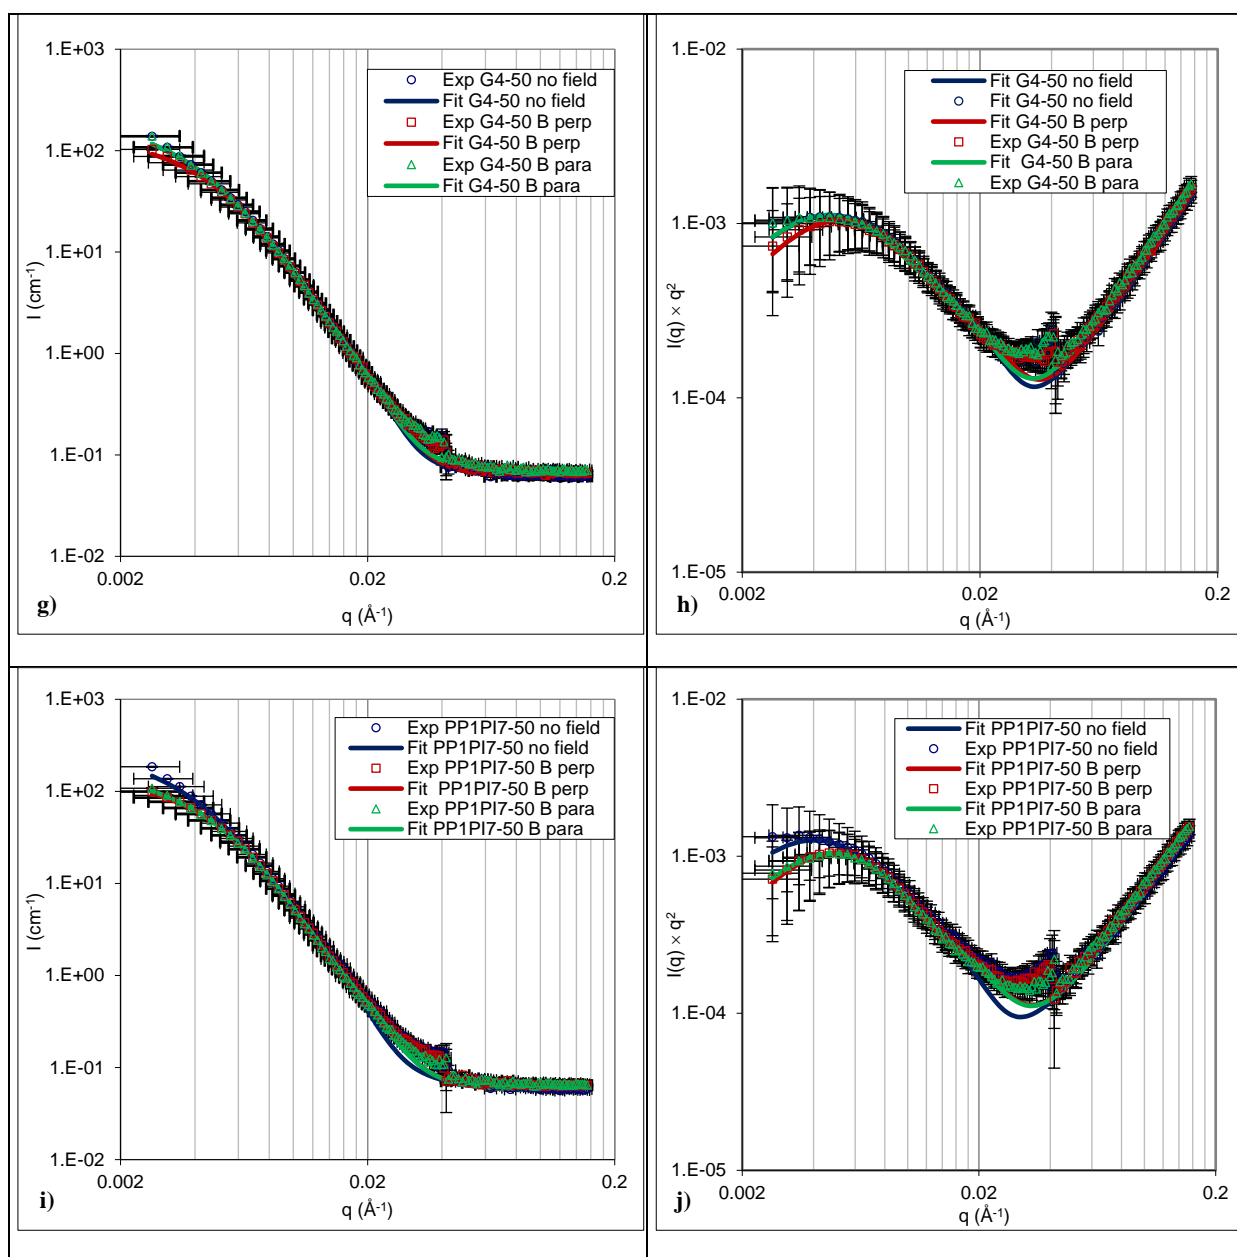 1.E+03
1.E+02
1.E+01
1.E+00
1.E-01
1.E-02
I (cm-1)
Exp G4-50 no field
Fit G4-50 no field
Exp G4-50 B perp
Fit G4-50 B perp
Exp G4-50 B para
Fit G4-50 B para
0.002
0.02
0.2
q (Å-1)
g)
1.E-02
1.E-03
1.E-04
1.E-05
I(q) × q2
Fit G4-50 no field
Fit G4-50 no field
Fit G4-50 B perp
Exp G4-50 B perp
Fit G4-50 B para
Exp G4-50 B para
0.002
0.02
0.2
q (Å-1)
h)
1.E+03
1.E+02
1.E+01
1.E+00
1.E-01
1.E-02
I (cm-1)
Exp PP1PI7-50 no field
Fit PP1PI7-50 no field
Exp PP1PI7-50 B perp
Fit PP1PI7-50 B perp
Exp PP1PI7-50 B para
Fit PP1PI7-50 B para
0.002
0.02
0.2
q (Å-1)
i)
1.E-02
1.E-03
1.E-04
1.E-05
I(q) × q2
Fit PP1PI7-50 no field
Exp PP1PI7-50 no field
Fit PP1PI7-50 B perp
Exp PP1PI7-50 B perp
Fit PP1PI7-50 B para
Exp PP1PI7-50 B para
0.002
0.02
0.2
q (Å-1)
j)